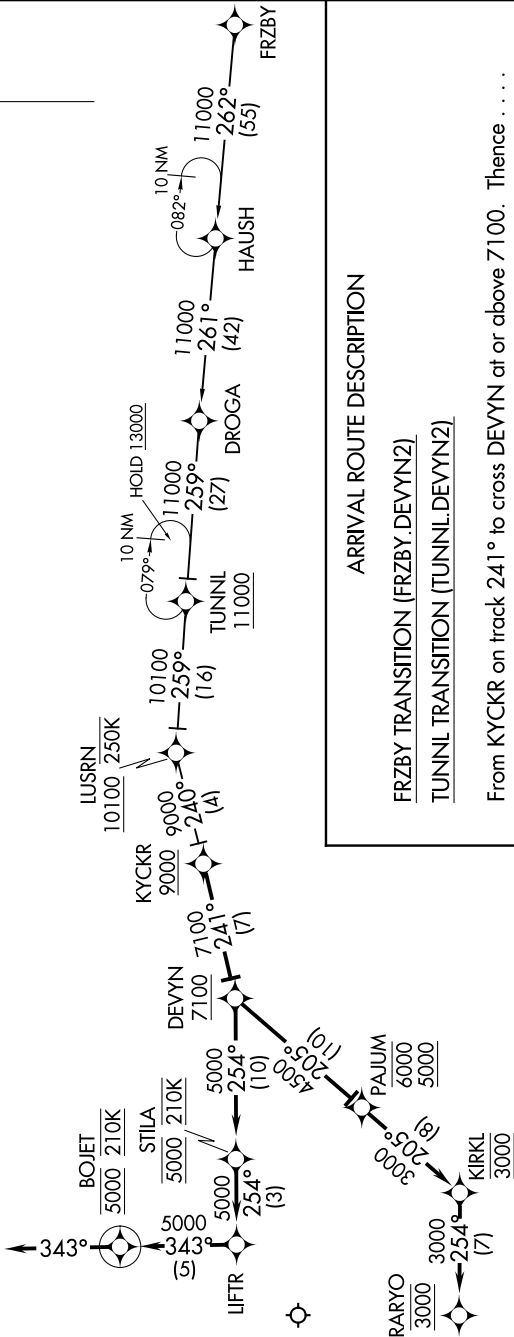 FRZBY
11000
262°
(55)
10 NM
082°
HAUSH
11000
261°
(42)
DROGA
HOLD 13000
11000
259°
(27)
10 NM
079°
TUNNL
11000
10100
259°
(16)
LUSRN
10100 250K
9000
240°
(4)
KYCKR
9000
7100
241°
(7)
DEVYN
7100
5000
254°
(10)
STILA
5000 210K
5000
254°
(3)
LIFTR
5000
343°
(5)
BOJET
5000 210K
343°
4500
205°
(10)
PAJUM
6000
5000
3000
205°
(8)
KIRKL
3000
3000
254°
(7)
RARYO
3000
ARRIVAL ROUTE DESCRIPTION
FRZBY TRANSITION (FRZBY.DEVYN2)
TUNNL TRANSITION (TUNNL.DEVYN2)
From KYCKR on track 241° to cross DEVYN at or above 7100. Thence . . . .